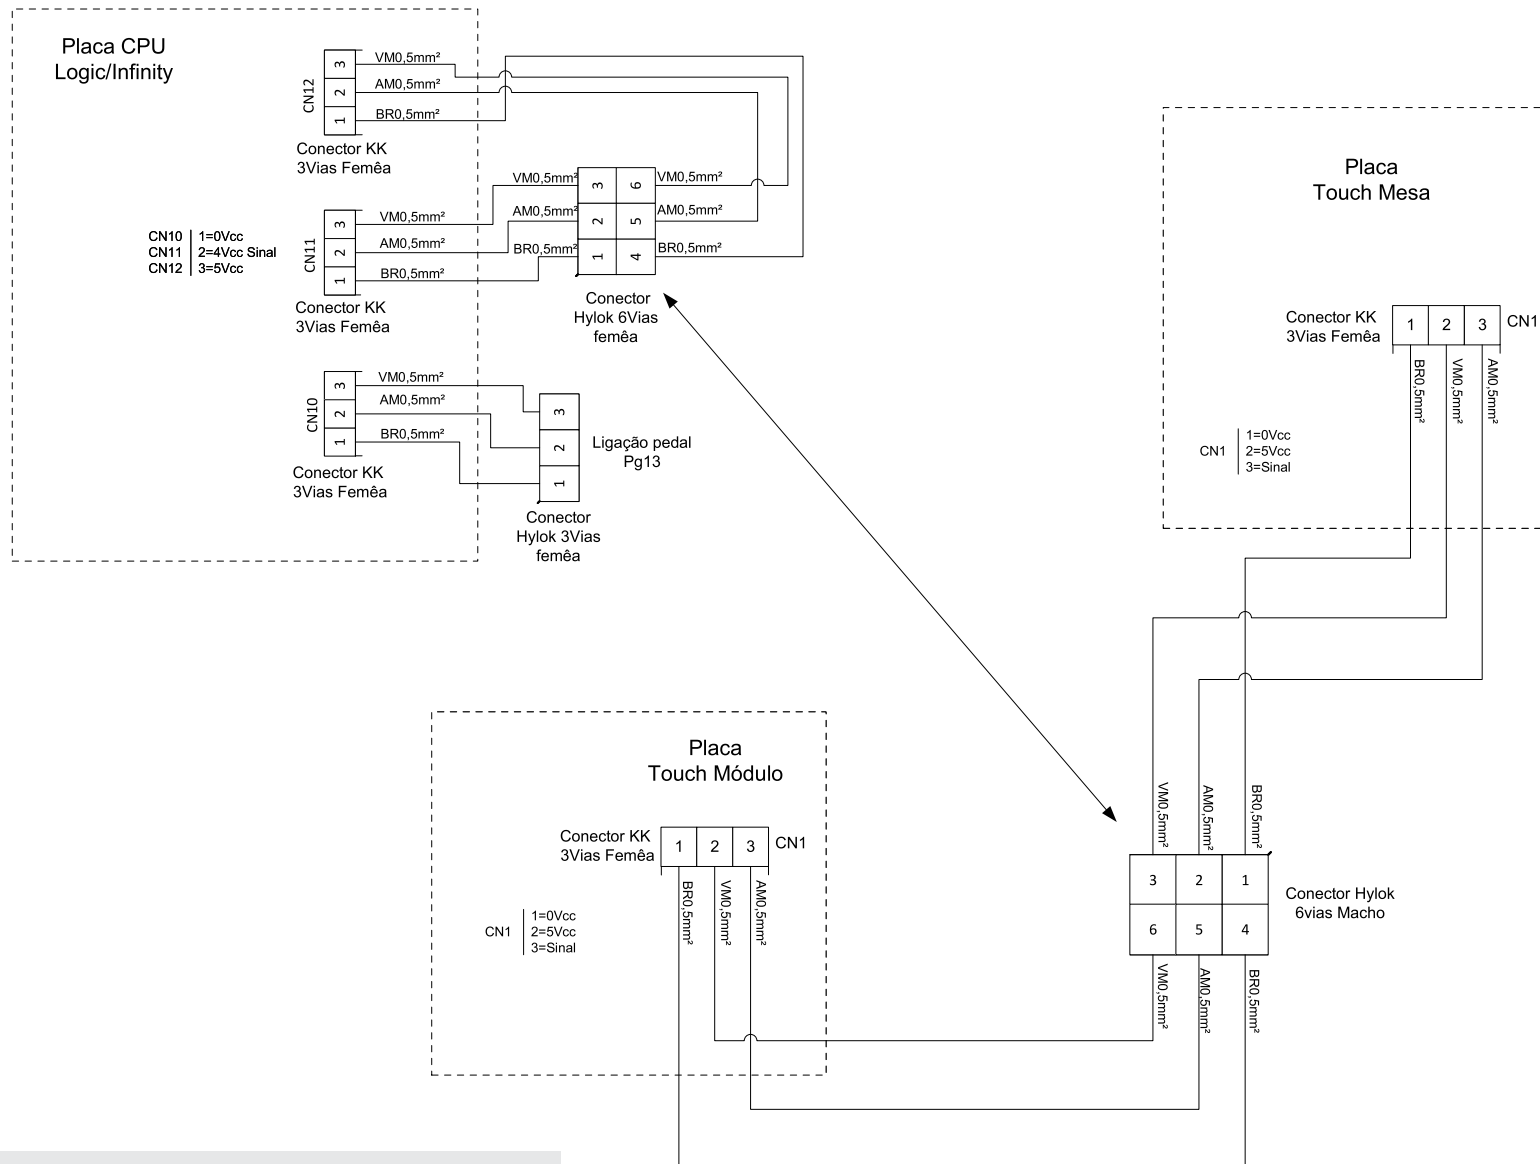 Placa CPU
Logic/Infinity
CN12
3
2
1
VM0,5mm²
AM0,5mm²
BR0,5mm²
Conector KK
3Vias Femêa
CN10 1=0Vcc
CN11 2=4Vcc Sinal
CN12 3=5Vcc
CN11
3
2
1
VM0,5mm²
AM0,5mm²
BR0,5mm²
Conector KK
3Vias Femêa
VM0,5mm²
AM0,5mm²
BR0,5mm²
3 6
2 5
1 4
VM0,5mm²
AM0,5mm²
BR0,5mm²
Conector
Hylok 6Vias
femêa
CN10
3
2
1
VM0,5mm²
AM0,5mm²
BR0,5mm²
Conector KK
3Vias Femêa
3
2
1
Ligação pedal
Pg13
Conector
Hylok 3Vias
femêa
Placa
Touch Mesa
Conector KK
3Vias Femêa
1 2 3
CN1
BR0,5mm²
VM0,5mm²
AM0,5mm²
CN1
1=0Vcc
2=5Vcc
3=Sinal
Placa
Touch Módulo
Conector KK
3Vias Femêa
1 2 3
CN1
BR0,5mm²
VM0,5mm²
AM0,5mm²
CN1
1=0Vcc
2=5Vcc
3=Sinal
VM0,5mm²
AM0,5mm²
BR0,5mm²
3 2 1
6 5 4
Conector Hylok
6vias Macho
VM0,5mm²
AM0,5mm²
BR0,5mm²